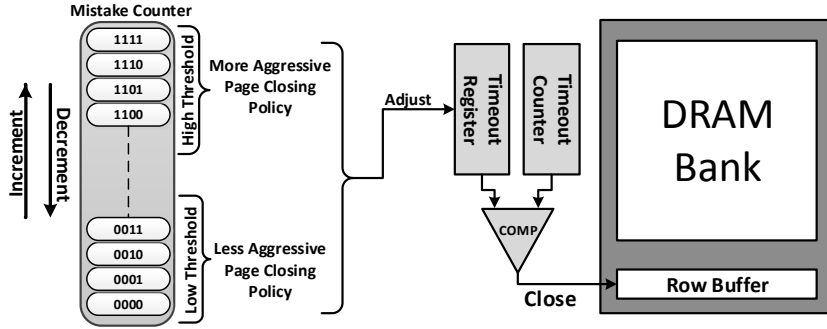 Mistake Counter
1111
1110
1101
1100
0011
0010
0001
0000
Increment
Decrement
High Threshold
Low Threshold
More Aggressive
Page Closing
Policy
Less Aggressive
Page Closing
Policy
Adjust
Timeout
Register
Timeout
Counter
COMP
Close
DRAM
Bank
Row Buffer